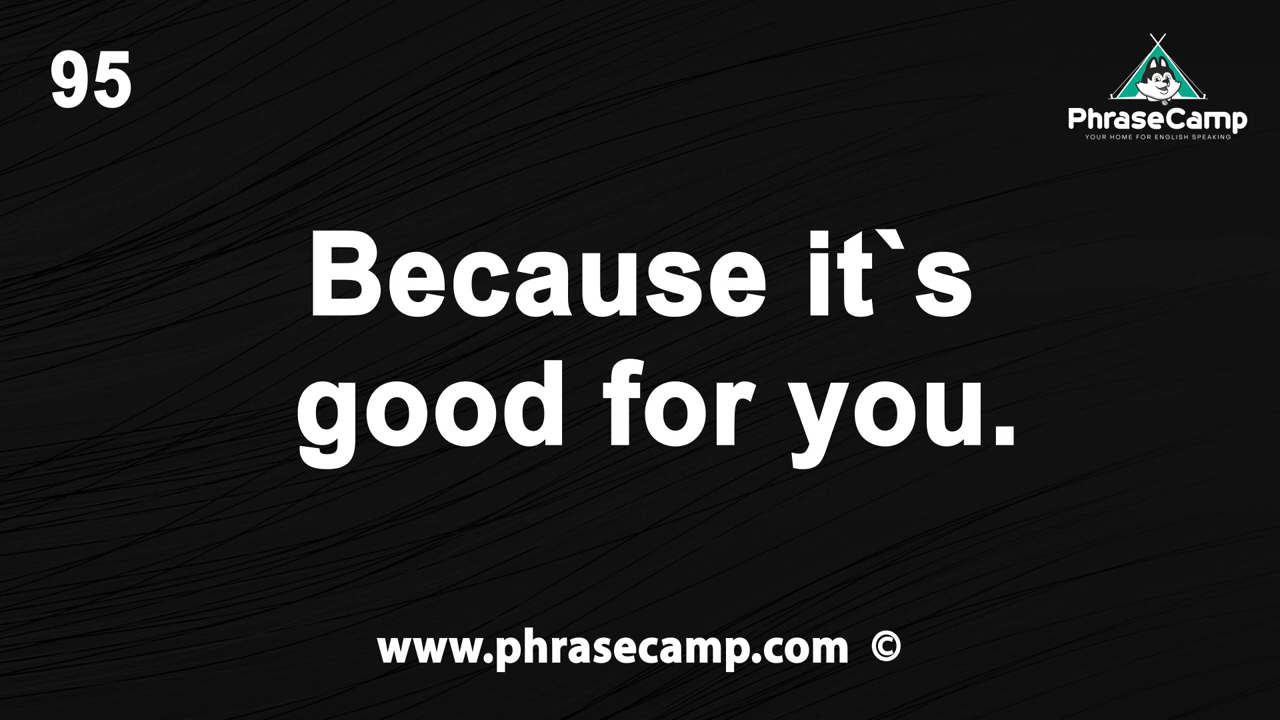 95
PhraseCamp
YOUR HOME FOR ENGLISH SPEAKING
Because it`s
good for you.
www.phrasecamp.com ©